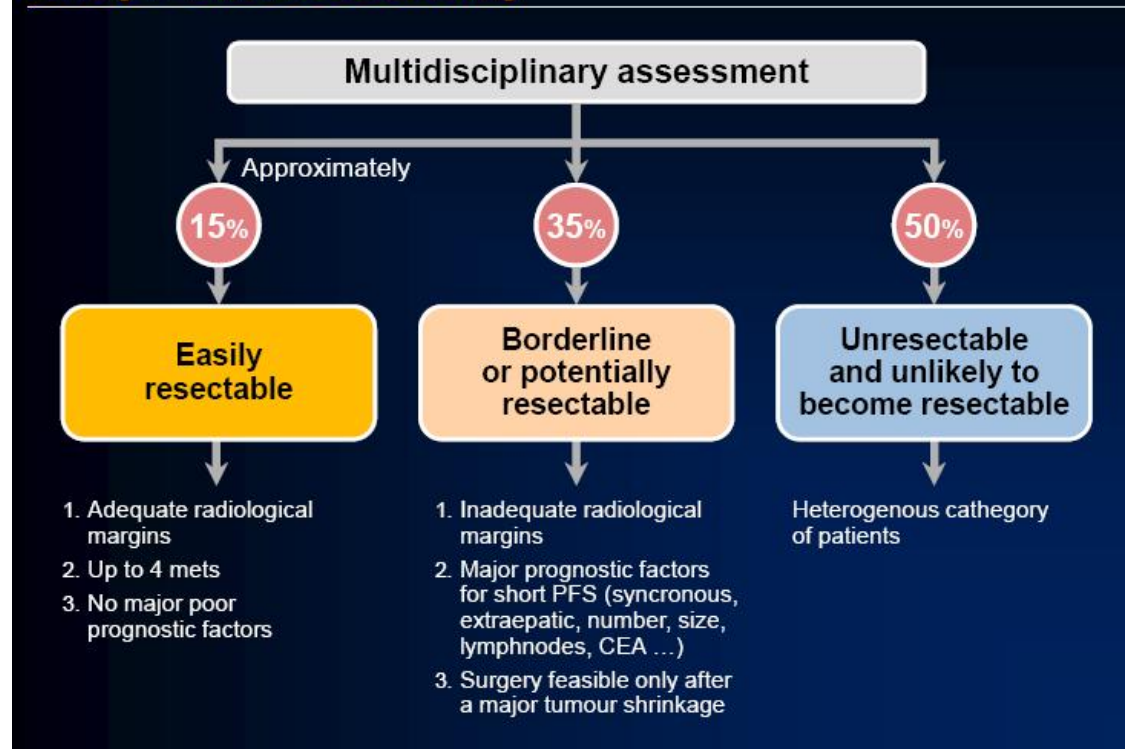 Multidisciplinary assessment
Approximately
15%
35%
50%
Easily
resectable
Borderline
or potentially
resectable
Unresectable
and unlikely to
become resectable
1. Adequate radiological
margins
2. Up to 4 mets
3. No major poor
prognostic factors
1. Inadequate radiological
margins
2. Major prognostic factors
for short PFS (syncronous,
extraepatic, number, size,
lymphnodes, CEA ...)
3. Surgery feasible only after
a major tumour shrinkage
Heterogenous cathegory
of patients